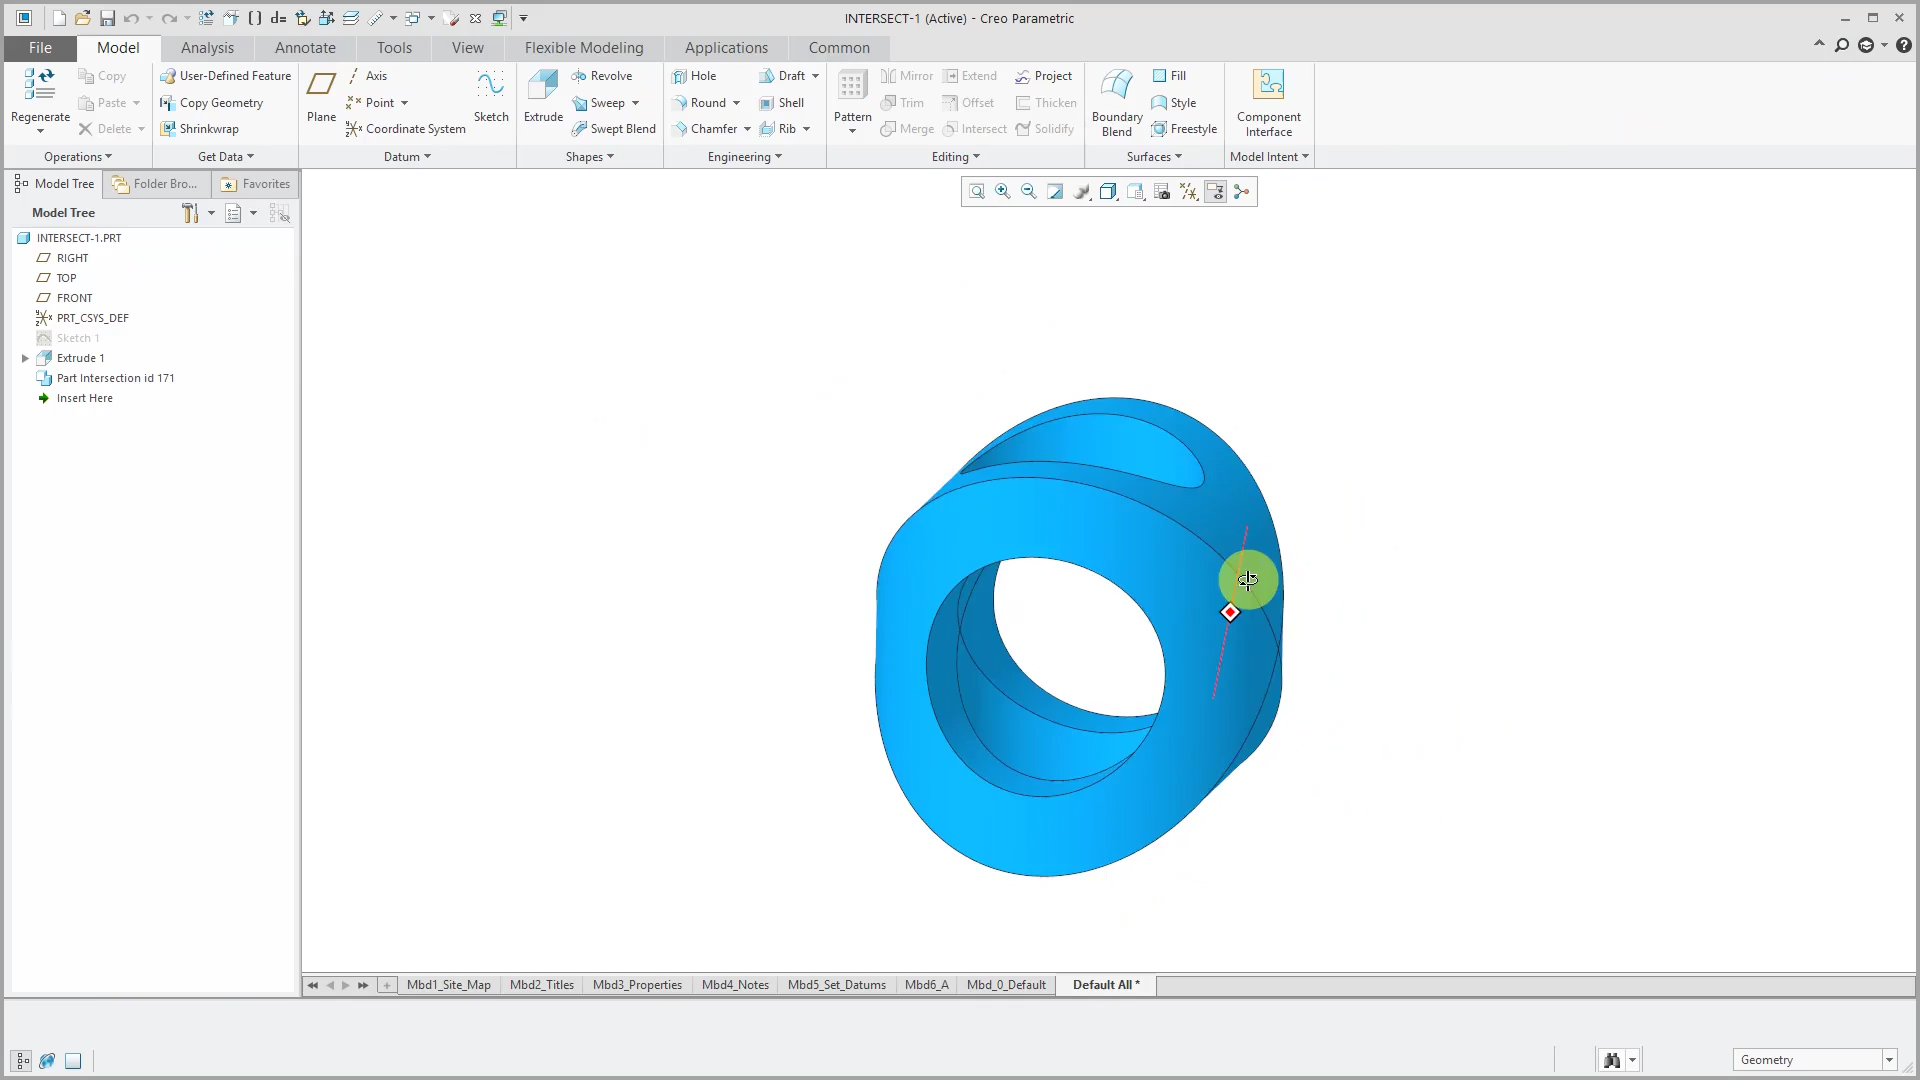 INTERSECT-1 (Active) - Creo Parametric
File Model Analysis Annotate Tools View Flexible Modeling Applications Common
Regenerate
Copy
Paste
Delete
Operations
User-Defined Feature
Copy Geometry
Shrinkwrap
Get Data
Plane
Axis
Point
Coordinate System
Sketch
Datum
Extrude
Revolve
Sweep
Swept Blend
Shapes
Hole
Round
Chamfer
Draft
Shell
Rib
Engineering
Pattern
Mirror
Trim
Merge
Extend
Offset
Intersect
Project
Thicken
Solidify
Editing
Boundary
Blend
Fill
Style
Freestyle
Surfaces
Component
Interface
Model Intent
Model Tree
Folder Bro...
Favorites
Model Tree
INTERSECT-1.PRT
RIGHT
TOP
FRONT
PRT_CSYS_DEF
Sketch 1
Extrude 1
Part Intersection id 171
Insert Here
Mbd1_Site_Map Mbd2_Titles Mbd3_Properties Mbd4_Notes Mbd5_Set_Datums Mbd6_A Mbd_0_Default Default All *
Geometry